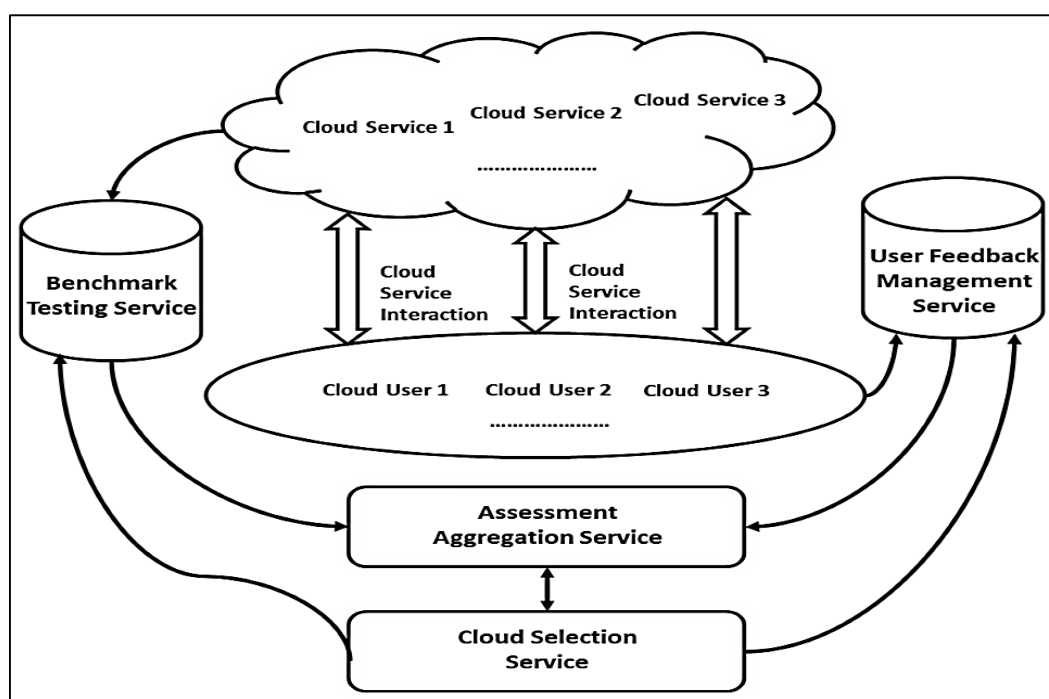 Cloud Service 1
Cloud Service 2
Cloud Service 3
.....................
Benchmark
Testing Service
Cloud
Service
Interaction
Cloud
Service
Interaction
User Feedback
Management
Service
Cloud User 1
Cloud User 2
Cloud User 3
.....................
Assessment
Aggregation Service
Cloud Selection
Service